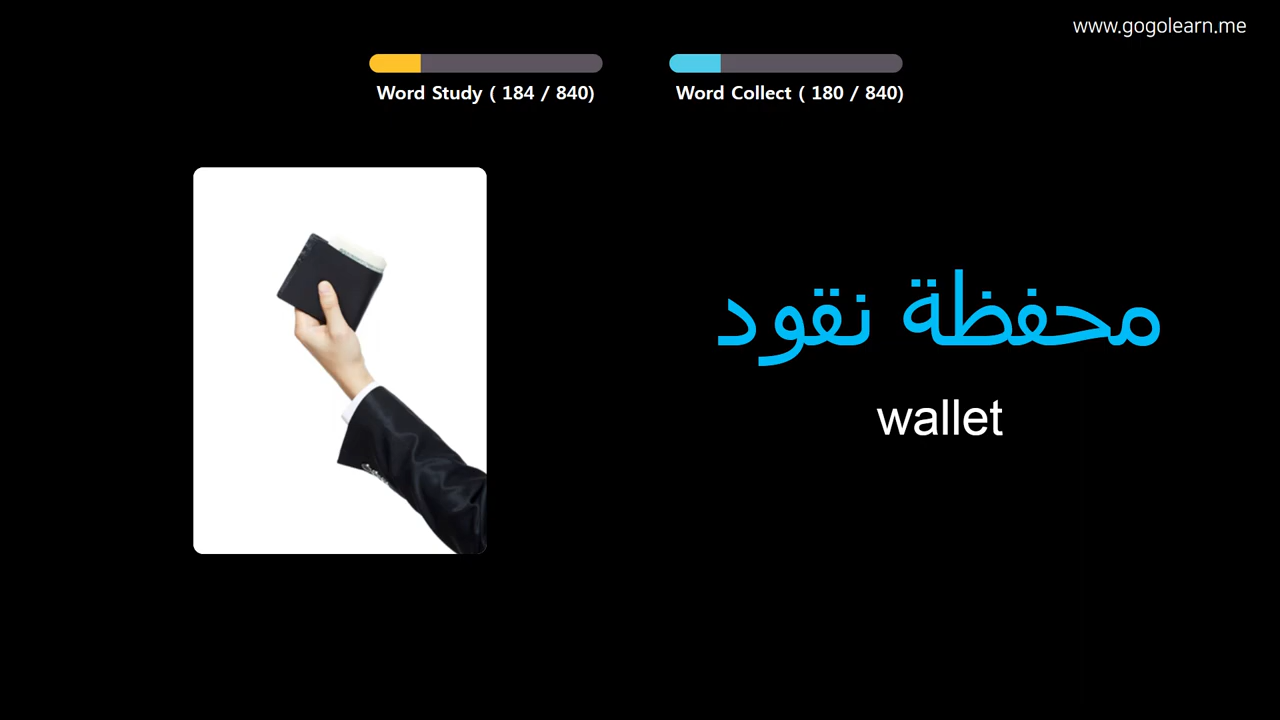 www.gogolearn.me
Word Study ( 184 / 840)
Word Collect ( 180 / 840)
محفظة نقود
wallet